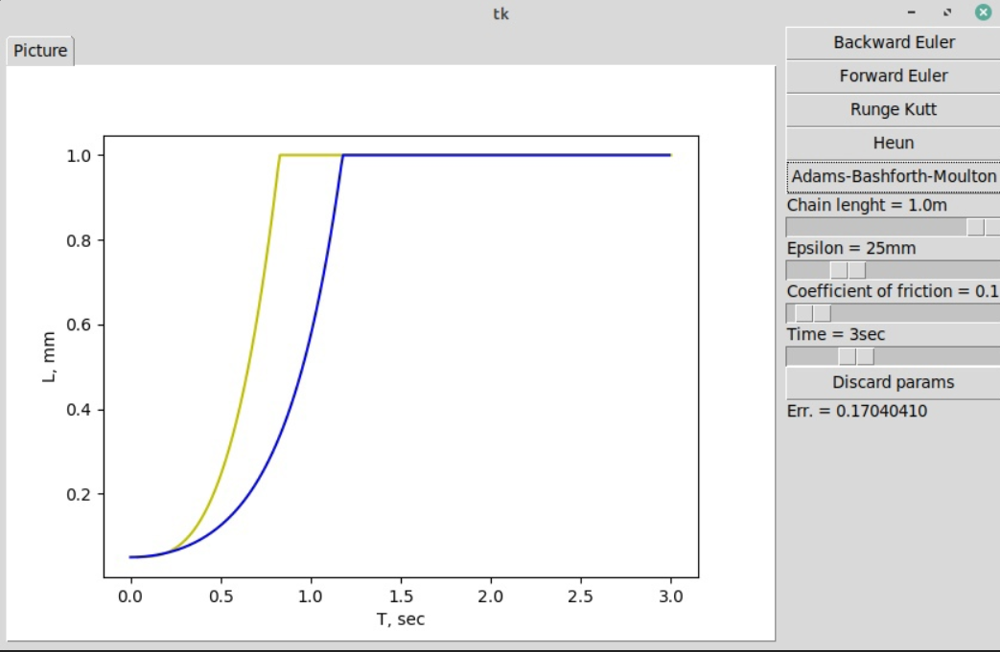 tk
Picture
1.0
0.8
0.6
0.4
0.2
L, mm
0.0 0.5 1.0 1.5 2.0 2.5 3.0
T, sec
Backward Euler
Forward Euler
Runge Kutt
Heun
Adams-Bashforth-Moulton
Chain lenght = 1.0m
Epsilon = 25mm
Coefficient of friction = 0.1
Time = 3sec
Discard params
Err. = 0.17040410